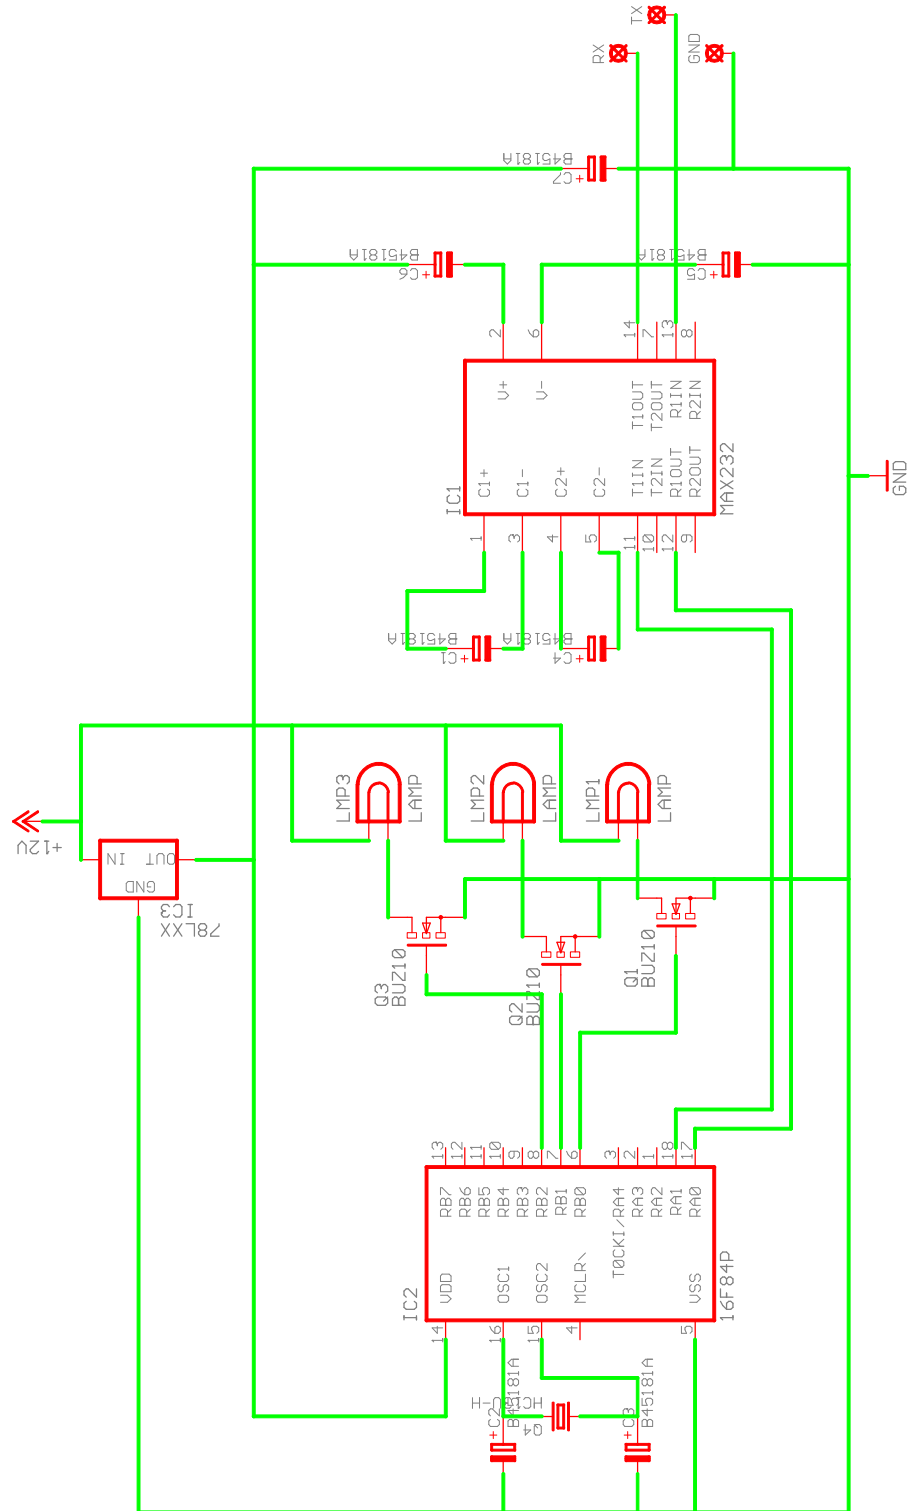 TX
RX
GND
B45181A
C7
+
B45181A
C6
+
B45181A
C5
+
2
6
14
7
13
8
V+
V-
T1OUT
T2OUT
R1IN
R2IN
IC1
C1+
C1-
C2+
C2-
T1IN
T2IN
R1OUT
R2OUT
MAX232
GND
1
3
4
5
11
10
12
9
B45181A
C1
+
B45181A
C4
+
LMP3
LAMP
LMP2
LAMP
LMP1
LAMP
+12V
IN
OUT
GND
IC3
78LXX
Q3
BUZ10
Q2
BUZ10
Q1
BUZ10
13
12
11
10
9
8
7
6
3
2
1
18
17
RB7
RB6
RB5
RB4
RB3
RB2
RB1
RB0
T0CKI/RA4
RA3
RA2
RA1
RA0
IC2
VDD
OSC1
OSC2
MCLR\
VSS
16F84P
14
16
15
4
5
+
C2
B45181A
Q4
+
C3
B45181A